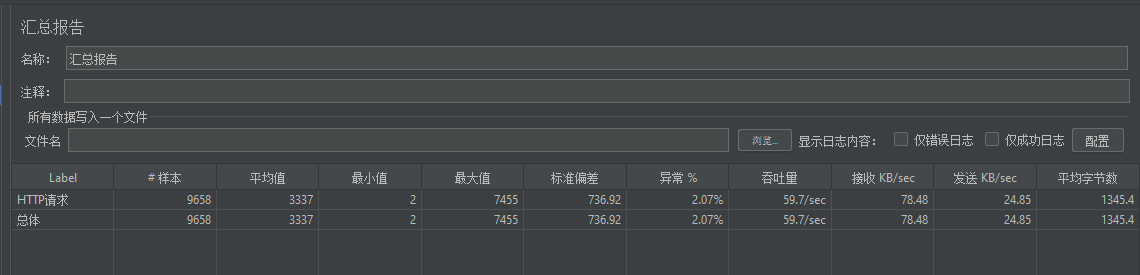 汇总报告
名称： 汇总报告
注释：
所有数据写入一个文件
文件名 浏览... 显示日志内容： 仅错误日志 仅成功日志 配置
Label # 样本 平均值 最小值 最大值 标准偏差 异常 % 吞吐量 接收 KB/sec 发送 KB/sec 平均字节数
HTTP请求 9658 3337 2 7455 736.92 2.07% 59.7/sec 78.48 24.85 1345.4
总体 9658 3337 2 7455 736.92 2.07% 59.7/sec 78.48 24.85 1345.4